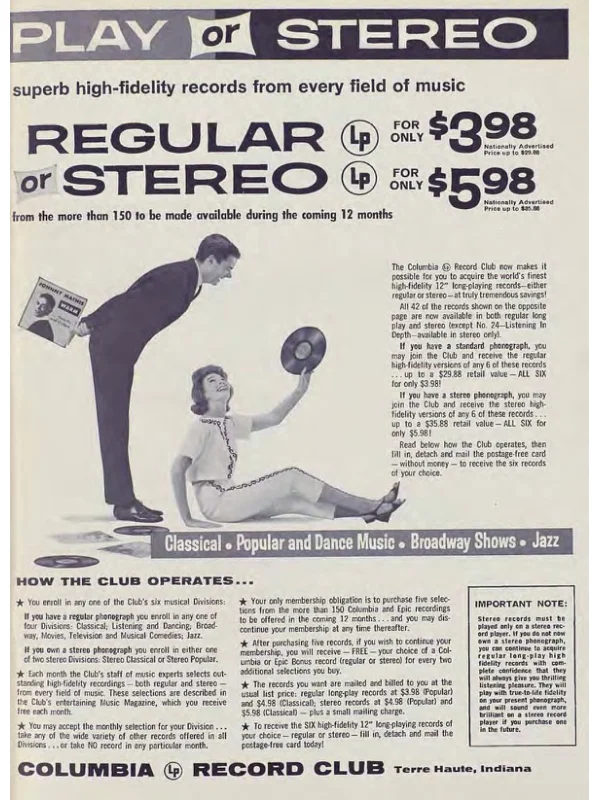 PLAY or STEREO
superb high-fidelity records from every field of music
REGULAR Lp FOR ONLY $3.98
Nationally Advertised
Price up to $29.88
or STEREO Lp FOR ONLY $5.98
Nationally Advertised
Price up to $35.88
from the more than 150 to be made available during the coming 12 months
JOHNNY MATHIS
The Columbia Lp Record Club now makes it
possible for you to acquire the world's finest
high-fidelity 12" long-playing records—either
regular or stereo—at truly tremendous savings!
All 42 of the records shown on the opposite
page are now available in both regular long
play and stereo (except No. 24—Listening In
Depth—available in stereo only).
If you have a standard phonograph, you
may join the Club and receive the regular
high-fidelity versions of any 6 of these records
...up to a $29.88 retail value—ALL SIX
for only $3.98!
If you have a stereo phonograph, you may
join the Club and receive the stereo high-
fidelity versions of any 6 of these records...
up to a $35.88 retail value—ALL SIX for
only $5.98!
Read below how the Club operates, then
fill in, detach and mail the postage-free card
—without money—to receive the six records
of your choice.
Classical • Popular and Dance Music • Broadway Shows • Jazz
HOW THE CLUB OPERATES...
★ You enroll in any one of the Club's six musical Divisions:
If you have a regular phonograph you enroll in any one of
four Divisions: Classical; Listening and Dancing; Broad-
way, Movies, Television and Musical Comedies; Jazz.
If you own a stereo phonograph you enroll in either one
of two stereo Divisions: Stereo Classical or Stereo Popular.
★ Each month the Club's staff of music experts selects out-
standing high-fidelity recordings—both regular and stereo—
from every field of music. These selections are described in
the Club's entertaining Music Magazine, which you receive
free each month.
★ You may accept the monthly selection for your Division...
take any of the wide variety of other records offered in all
Divisions...or take NO record in any particular month.
★ Your only membership obligation is to purchase five selec-
tions from the more than 150 Columbia and Epic recordings
to be offered in the coming 12 months...and you may dis-
continue your membership at any time thereafter.
★ After purchasing five records, if you wish to continue your
membership, you will receive—FREE—your choice of a Col-
umbia or Epic Bonus record (regular or stereo) for every two
additional selections you buy.
★ The records you want are mailed and billed to you at the
usual list price: regular long-play records at $3.98 (Popular)
and $4.98 (Classical); stereo records at $4.98 (Popular) and
$5.98 (Classical)—plus a small mailing charge.
★ To receive the SIX high-fidelity 12" long-playing records of
your choice—regular or stereo—fill in, detach and mail the
postage-free card today!
IMPORTANT NOTE:
Stereo records must be
played only on a stereo rec-
ord player. If you do not now
own a stereo phonograph,
you can continue to acquire
regular long-play high
fidelity records with com-
plete confidence that they
will always give you thrilling
listening pleasure. They will
play with true-to-life fidelity
on your present phonograph,
and will sound even more
brilliant on a stereo record
player if you purchase one
in the future.
COLUMBIA Lp RECORD CLUB Terre Haute, Indiana